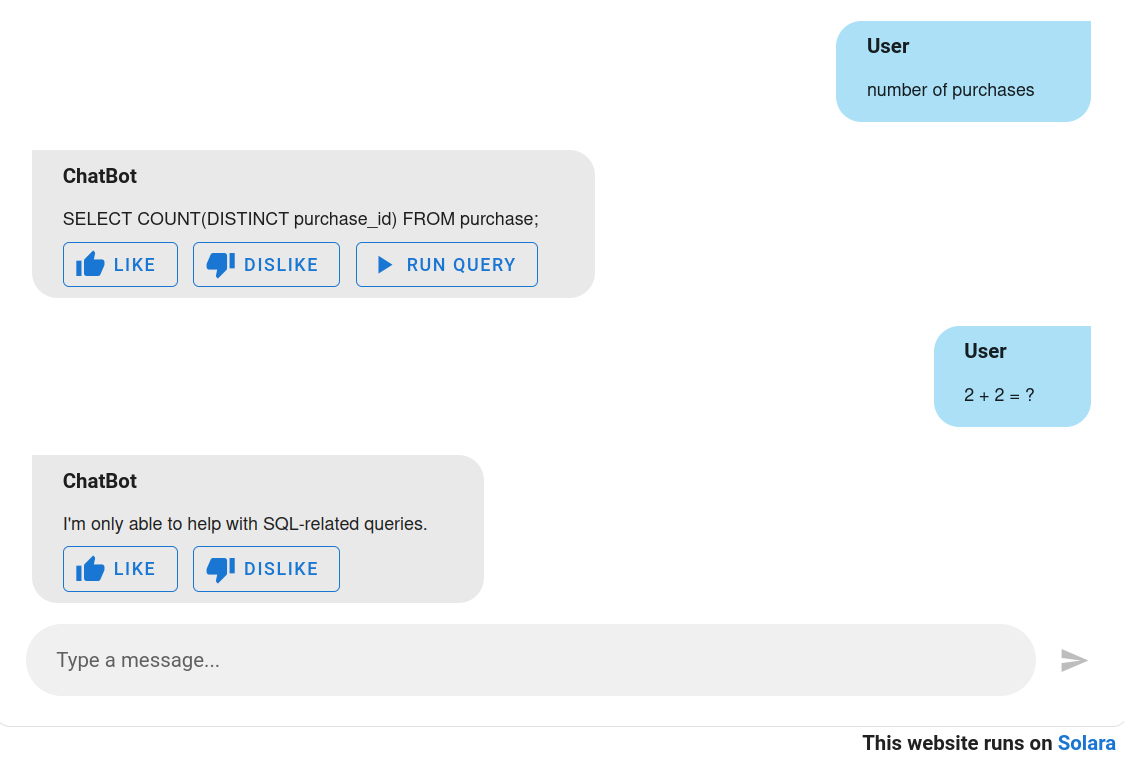 User
number of purchases
ChatBot
SELECT COUNT(DISTINCT purchase_id) FROM purchase;
LIKE DISLIKE RUN QUERY
User
2 + 2 = ?
ChatBot
I'm only able to help with SQL-related queries.
LIKE DISLIKE
Type a message...
This website runs on Solara